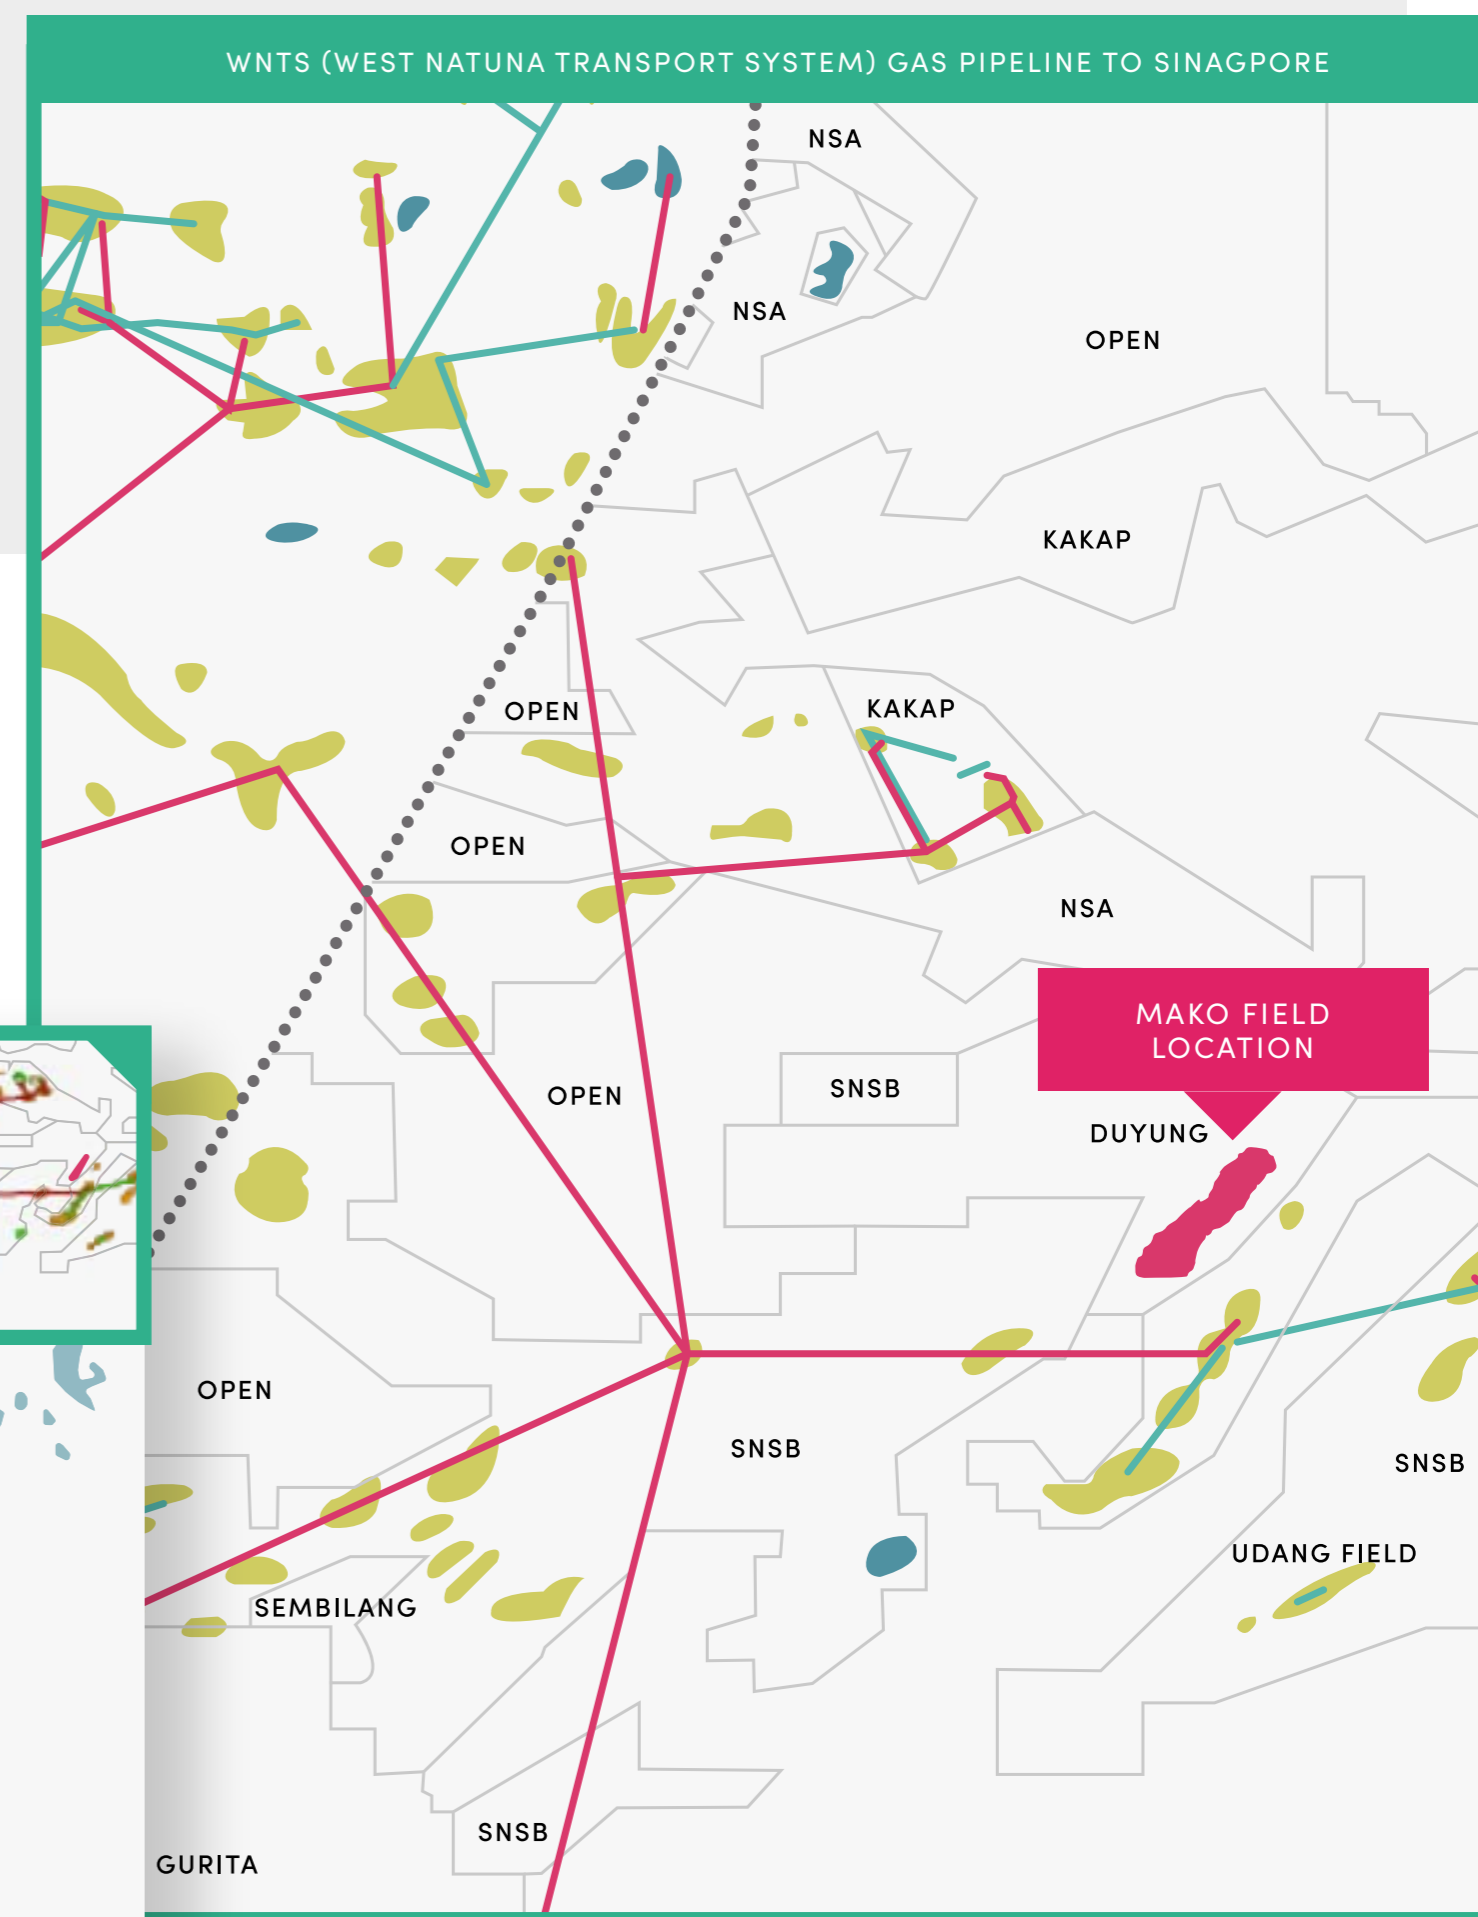 WNTS (WEST NATUNA TRANSPORT SYSTEM) GAS PIPELINE TO SINAGPORE
NSA
NSA
OPEN
KAKAP
OPEN
KAKAP
OPEN
NSA
MAKO FIELD
LOCATION
OPEN
SNSB
DUYUNG
OPEN
SNSB
SNSB
UDANG FIELD
SEMBILANG
SNSB
GURITA